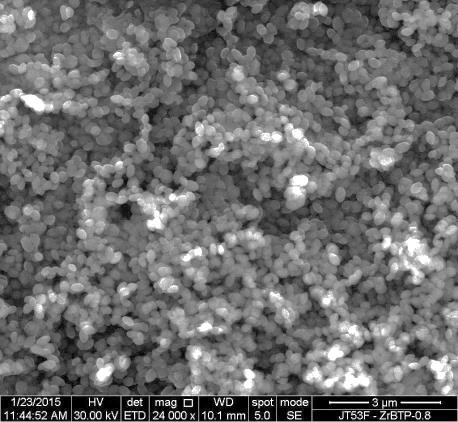 1/23/2015 HV det mag □ WD spot mode 3 µm
11:44:52 AM 30.00 kV ETD 24 000 x 10.1 mm 5.0 SE JT53F - ZrBTP-0.8